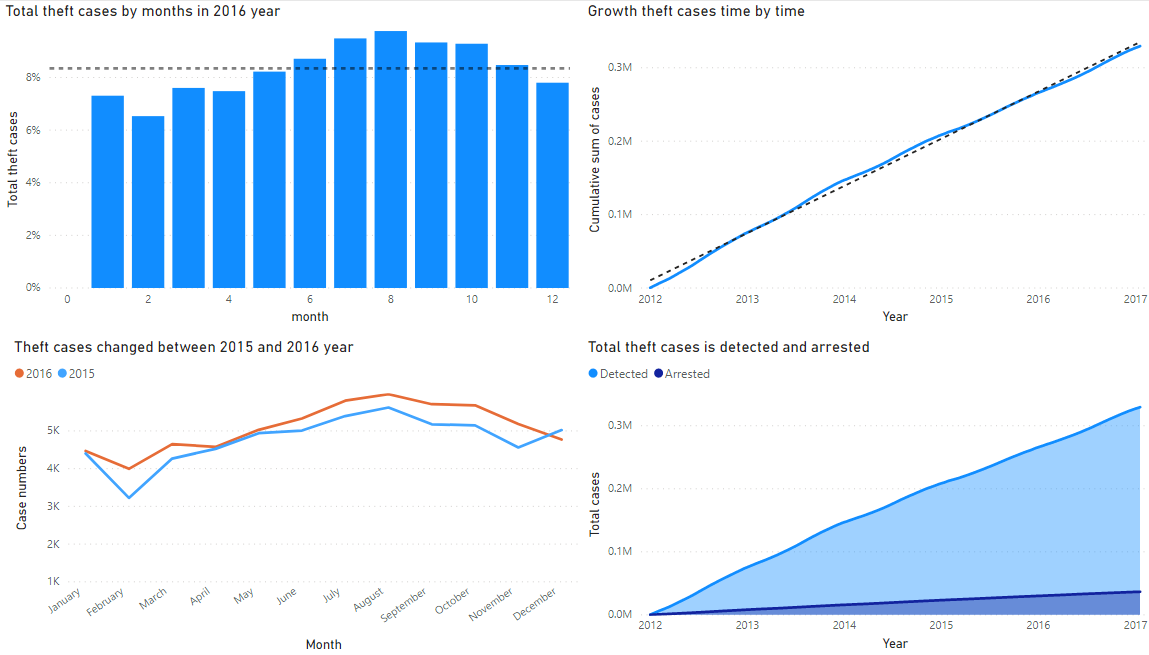 Total theft cases by months in 2016 year
Total theft cases
8%
6%
4%
2%
0%
0 2 4 6 8 10 12
month
Growth theft cases time by time
Cumulative sum of cases
0.3M
0.2M
0.1M
0.0M
2012 2013 2014 2015 2016 2017
Year
Theft cases changed between 2015 and 2016 year
2016 2015
Case numbers
5K
4K
3K
2K
1K
January February March April May June July August September October November December
Month
Total theft cases is detected and arrested
Detected Arrested
Total cases
0.3M
0.2M
0.1M
0.0M
2012 2013 2014 2015 2016 2017
Year